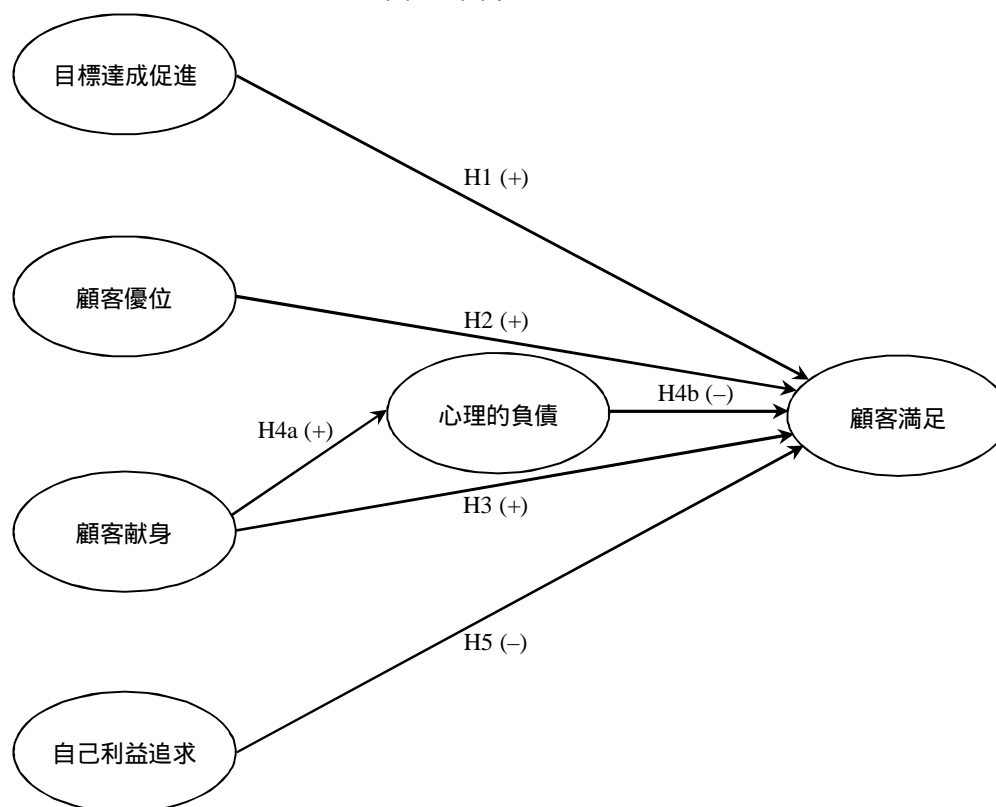 目標達成促進
H1 (+)
顧客優位
H2 (+)
心理的負債
H4b (–)
顧客満足
H4a (+)
H3 (+)
顧客献身
H5 (–)
自己利益追求